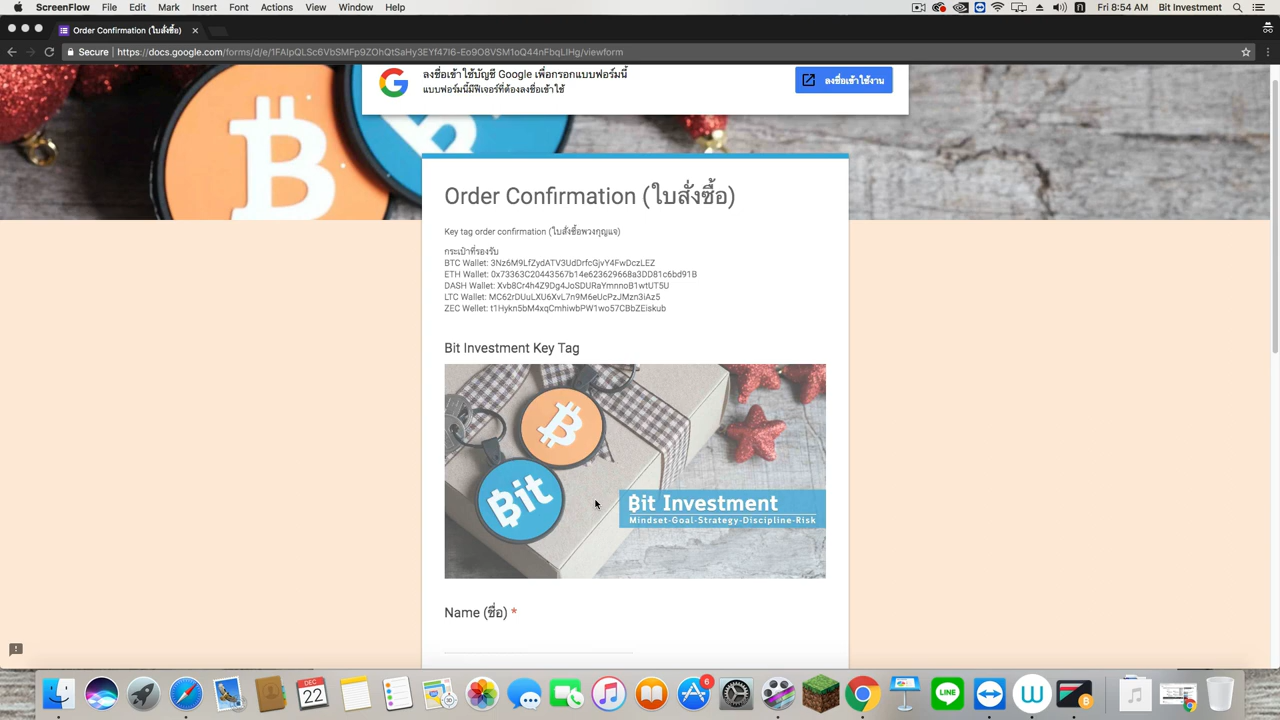 ScreenFlow File Edit Mark Insert Font Actions View Window Help Fri 8:54 AM Bit Investment
Order Confirmation (ใบสั่งซื้อ)
Secure https://docs.google.com/forms/d/e/1FAIpQLSc6VbSMFp9ZOhQtSaHy3EYf47I6-Eo9O8VSM1oQ44nFbqLIHg/viewform
ลงชื่อเข้าใช้บัญชี Google เพื่อกรอกแบบฟอร์มนี้
แบบฟอร์มนี้มีฟีเจอร์ที่ต้องลงชื่อเข้าใช้
ลงชื่อเข้าใช้งาน
Order Confirmation (ใบสั่งซื้อ)
Key tag order confirmation (ใบสั่งซื้อพวงกุญแจ)
กระเป๋าที่รองรับ
BTC Wallet: 3Nz6M9LfZydATV3UdDrfcGjvY4FwDczLEZ
ETH Wallet: 0x73363C20443567b14e623629668a3DD81c6bd91B
DASH Wallet: Xvb8Cr4h4Z9Dg4JoSDURaYmnnoB1wtUT5U
LTC Wallet: MC62rDUuLXU6XvL7n9M6eUcPzJMzn3iAz5
ZEC Wellet: t1Hykn5bM4xqCmhiwbPW1wo57CBbZEiskub
Bit Investment Key Tag
₿it
₿it Investment
Mindset-Goal-Strategy-Discipline-Risk
Name (ชื่อ) *
DEC
22
6
LINE